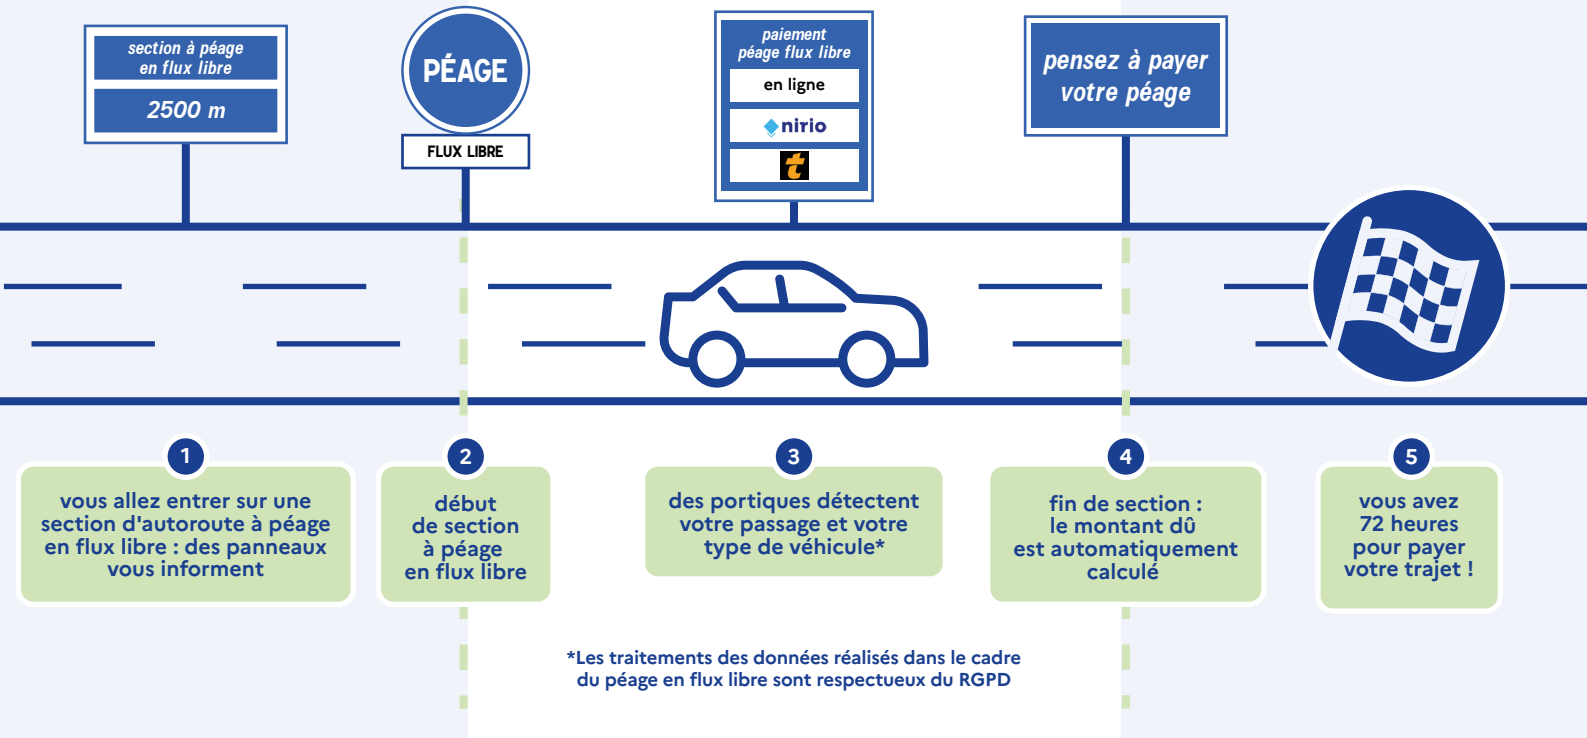 section à péage
en flux libre
2500 m
PÉAGE
FLUX LIBRE
paiement
péage flux libre
en ligne
nirio
t
pensez à payer
votre péage
1
vous allez entrer sur une
section d'autoroute à péage
en flux libre : des panneaux
vous informent
2
début
de section
à péage
en flux libre
3
des portiques détectent
votre passage et votre
type de véhicule*
4
fin de section :
le montant dû
est automatiquement
calculé
5
vous avez
72 heures
pour payer
votre trajet !
*Les traitements des données réalisés dans le cadre
du péage en flux libre sont respectueux du RGPD